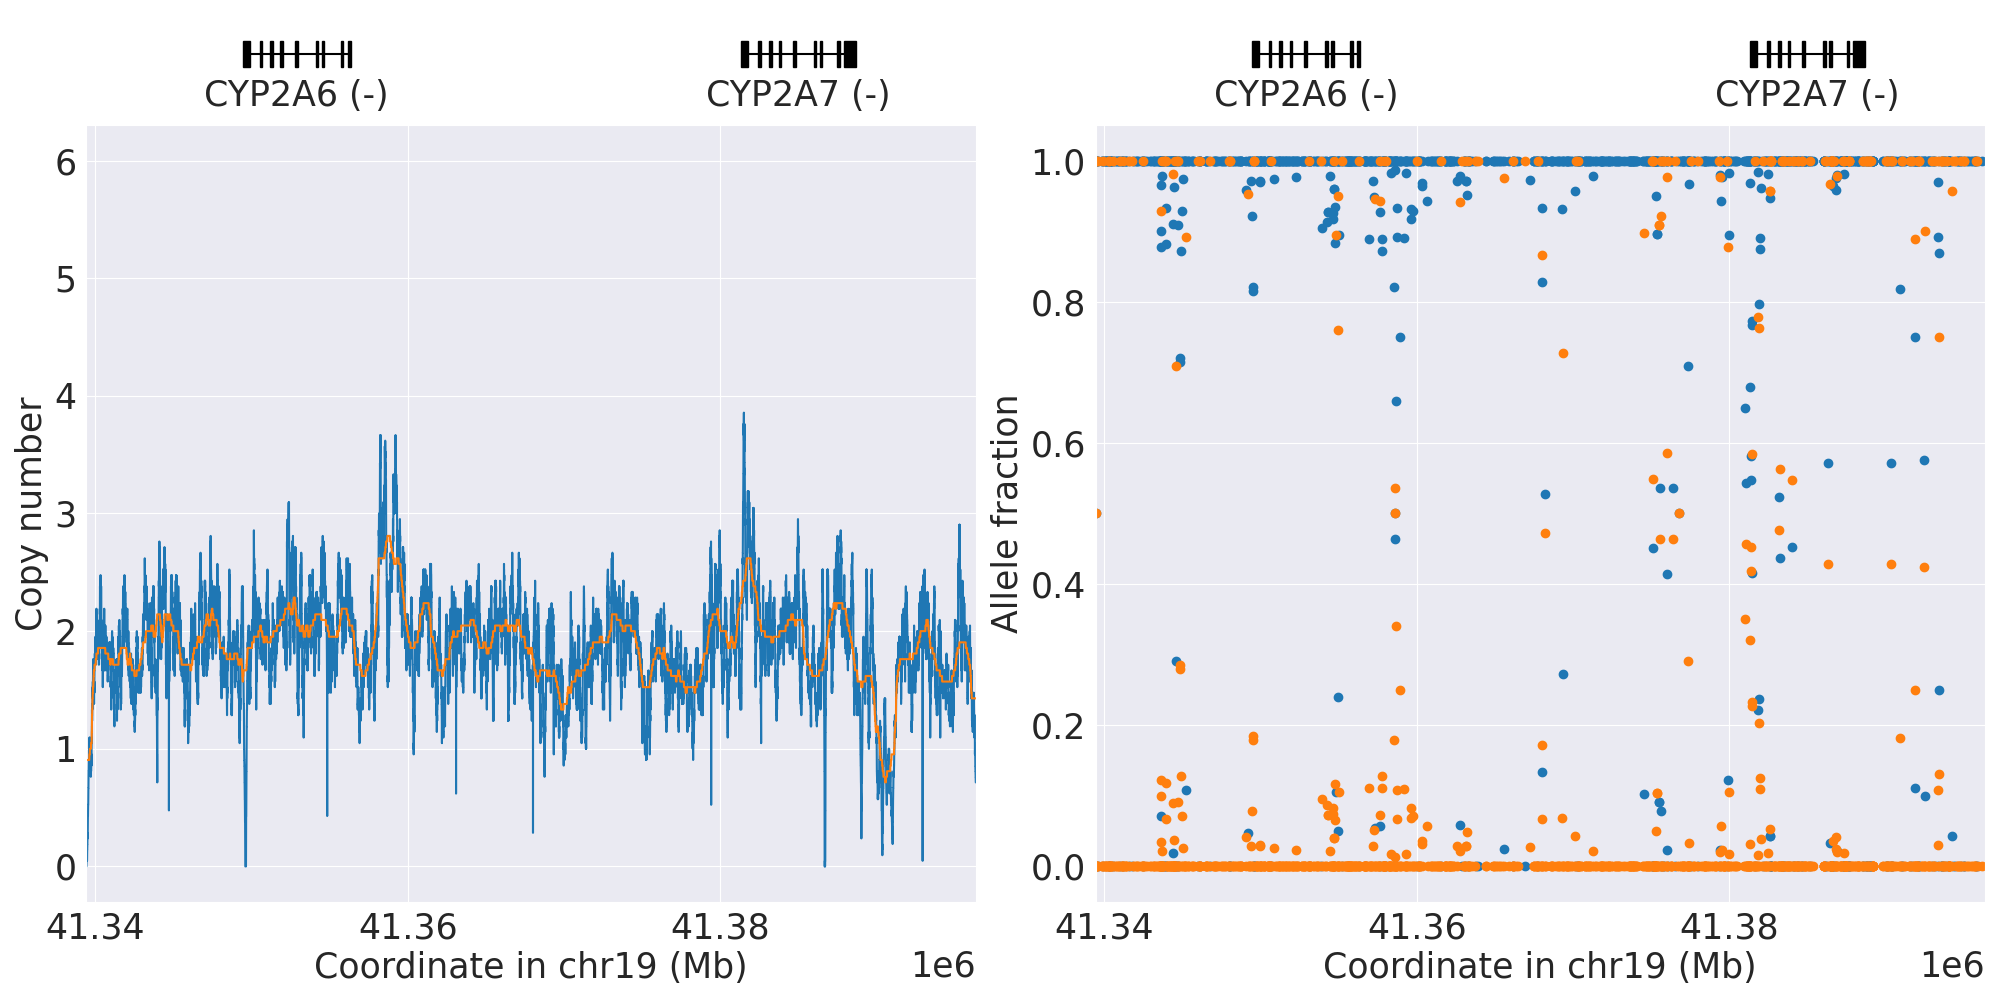 CYP2A6 (-)
CYP2A7 (-)
6
5
4
3
2
1
0
Copy number
41.34
41.36
41.38
Coordinate in chr19 (Mb)
1e6
CYP2A6 (-)
CYP2A7 (-)
1.0
0.8
0.6
0.4
0.2
0.0
Allele fraction
41.34
41.36
41.38
Coordinate in chr19 (Mb)
1e6